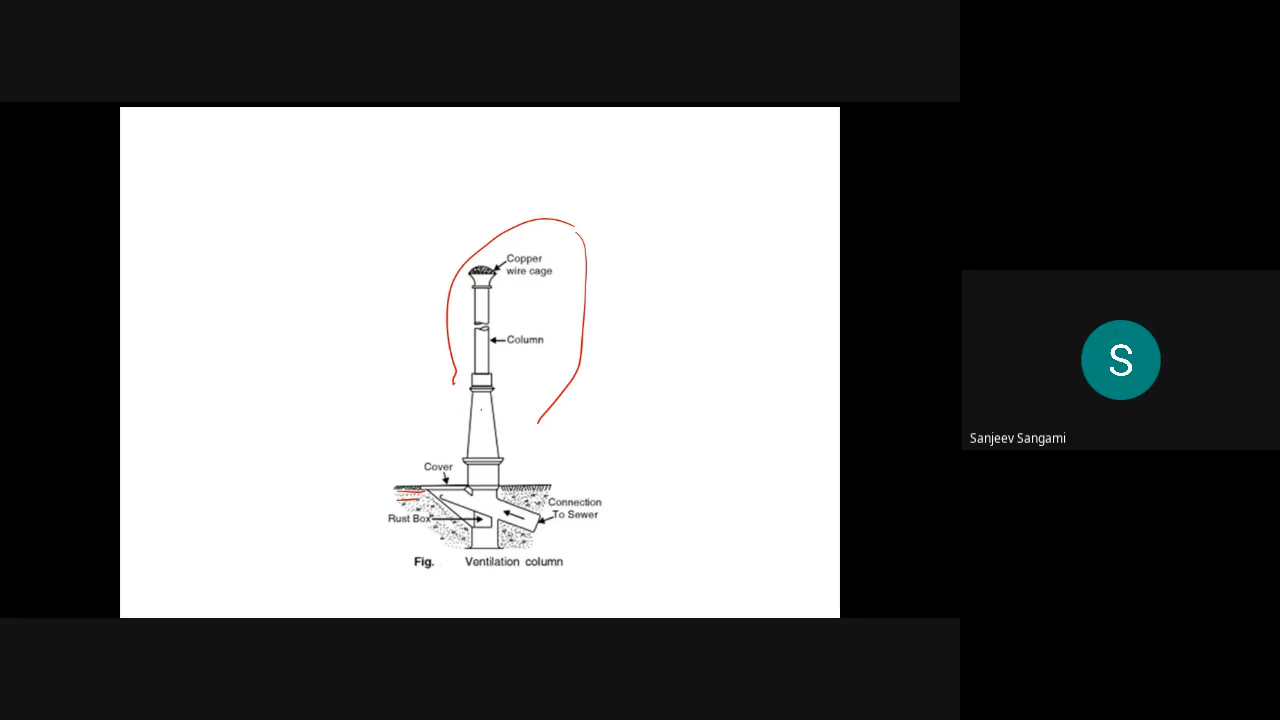 Copper
wire cage
Column
Cover
Connection
To Sewer
Rust Box
Fig. Ventilation column
S
Sanjeev Sangami